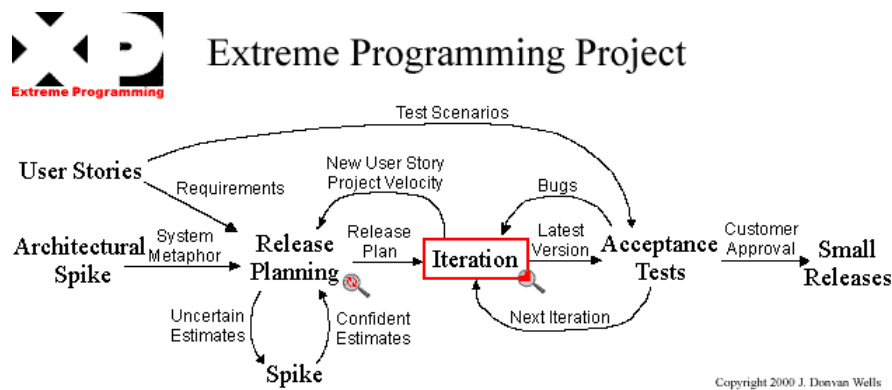 XP
Extreme Programming
Extreme Programming Project
Test Scenarios
User Stories
Requirements
New User Story
Project Velocity
Bugs
Architectural
Spike
System
Metaphor
Release
Planning
Release
Plan
Iteration
Latest
Version
Acceptance
Tests
Customer
Approval
Small
Releases
Uncertain
Estimates
Confident
Estimates
Next Iteration
Spike
Copyright 2000 J. Donvan Wells